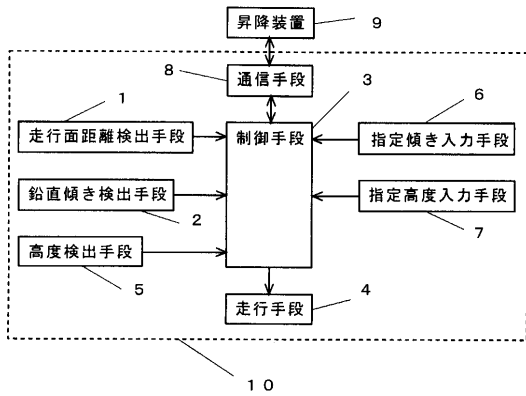 昇降装置
9
8
通信手段
3
1
6
走行面距離検出手段
制御手段
指定傾き入力手段
鉛直傾き検出手段
指定高度入力手段
2
7
高度検出手段
5
4
走行手段
10